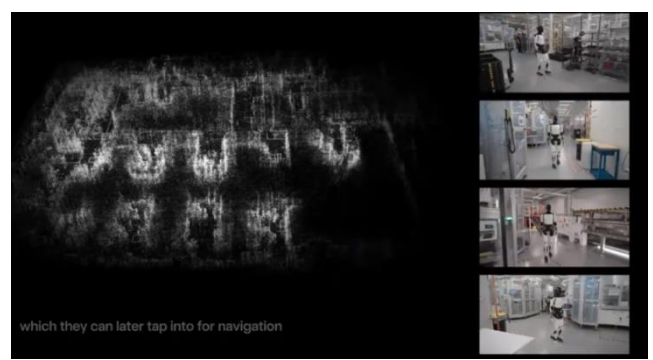 which they can later tap into for navigation